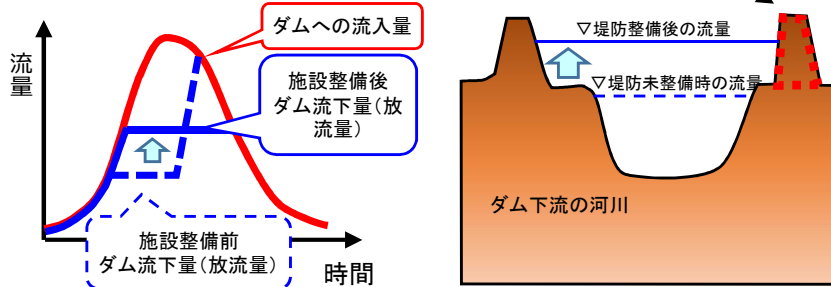 流量
ダムへの流入量
施設整備後
ダム流下量(放
流量)
施設整備前
ダム流下量(放流量)
時間
▽堤防整備後の流量
▽堤防未整備時の流量
ダム下流の河川